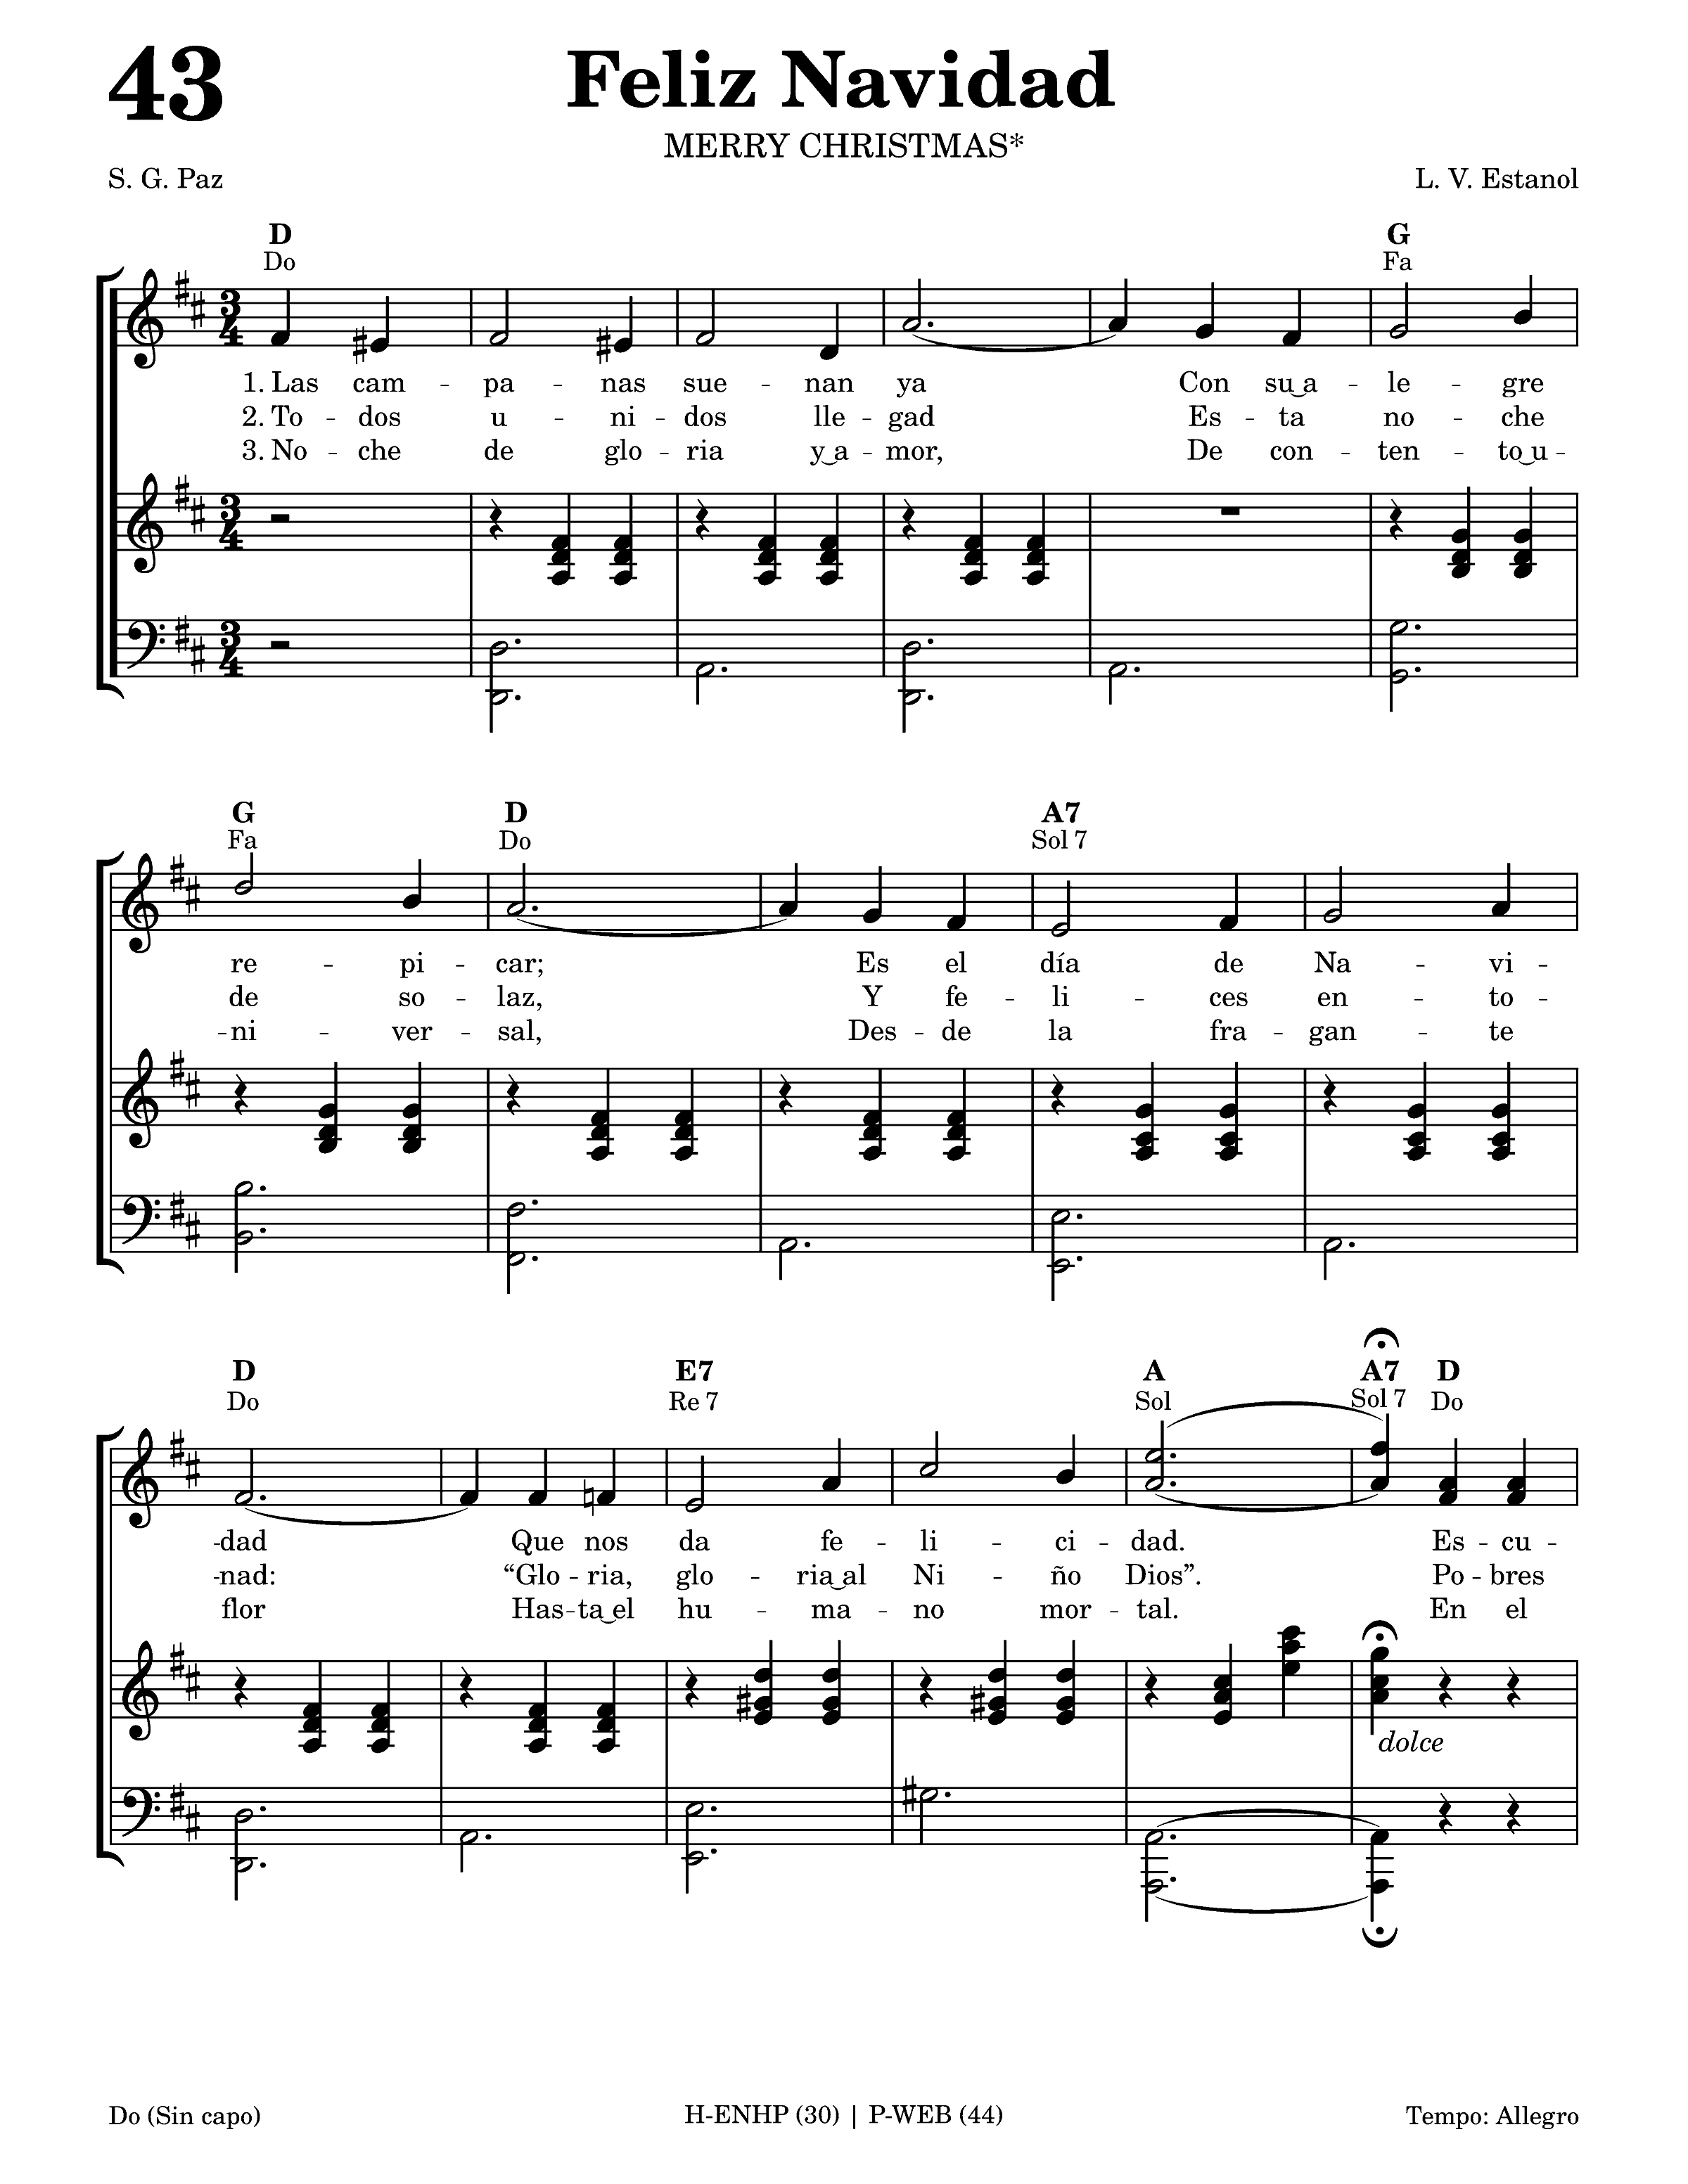 43
Feliz Navidad
MERRY CHRISTMAS*
S. G. Paz
L. V. Estanol
D G
Do Fa
1. Las cam - pa - nas sue - nan ya Con su‿a - le - gre
2. To - dos u - ni - dos lle - gad Es - ta no - che
3. No - che de glo - ria y‿a - mor, De con - ten - to‿u -
G D A7
Fa Do Sol 7
re - pi - car; Es el día de Na - vi -
de so - laz, Y fe - li - ces en - to -
- ni - ver - sal, Des - de la fra - gan - te
D E7 A A7 D
Do Re 7 Sol Sol 7 Do
- dad Que nos da fe - li - ci - dad. Es - cu -
- nad: “Glo - ria, glo - ria‿al Ni - ño Dios”. Po - bres
flor Has - ta‿el hu - ma - no mor - tal. En el
dolce
Do (Sin capo)
H-ENHP (30) | P-WEB (44)
Tempo: Allegro